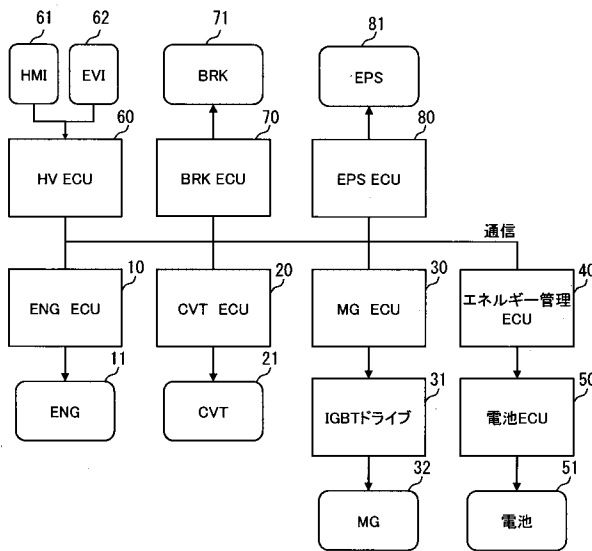 61
62
71
81
HMI
EVI
BRK
EPS
60
70
80
HV ECU
BRK ECU
EPS ECU
通信
10
20
30
40
ENG ECU
CVT ECU
MG ECU
エネルギー管理
ECU
11
21
31
50
ENG
CVT
IGBTドライブ
電池ECU
32
51
MG
電池